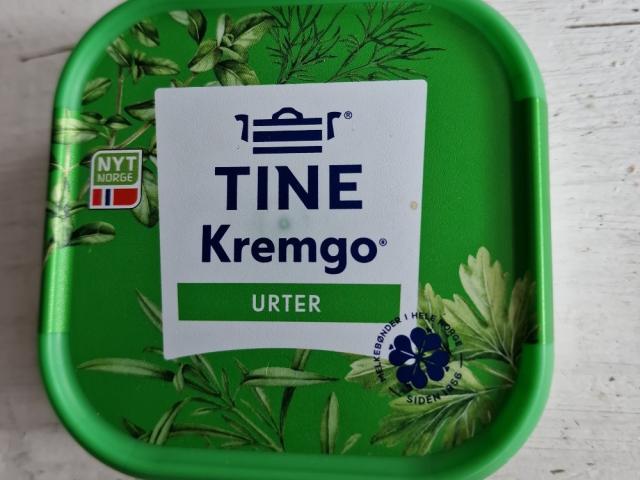 NYT
NORGE
TINE
Kremgo®
URTER
MELKEBØNDER I HELE NORGE
SIDEN 1856